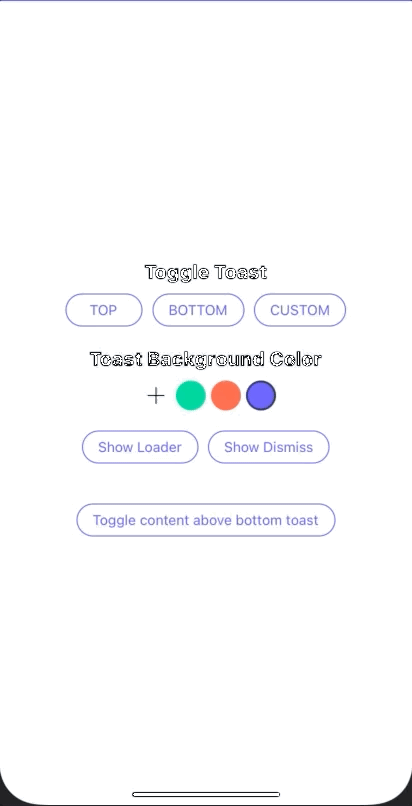 Toggle Toast
TOP BOTTOM CUSTOM
Toast Background Color
Show Loader Show Dismiss
Toggle content above bottom toast